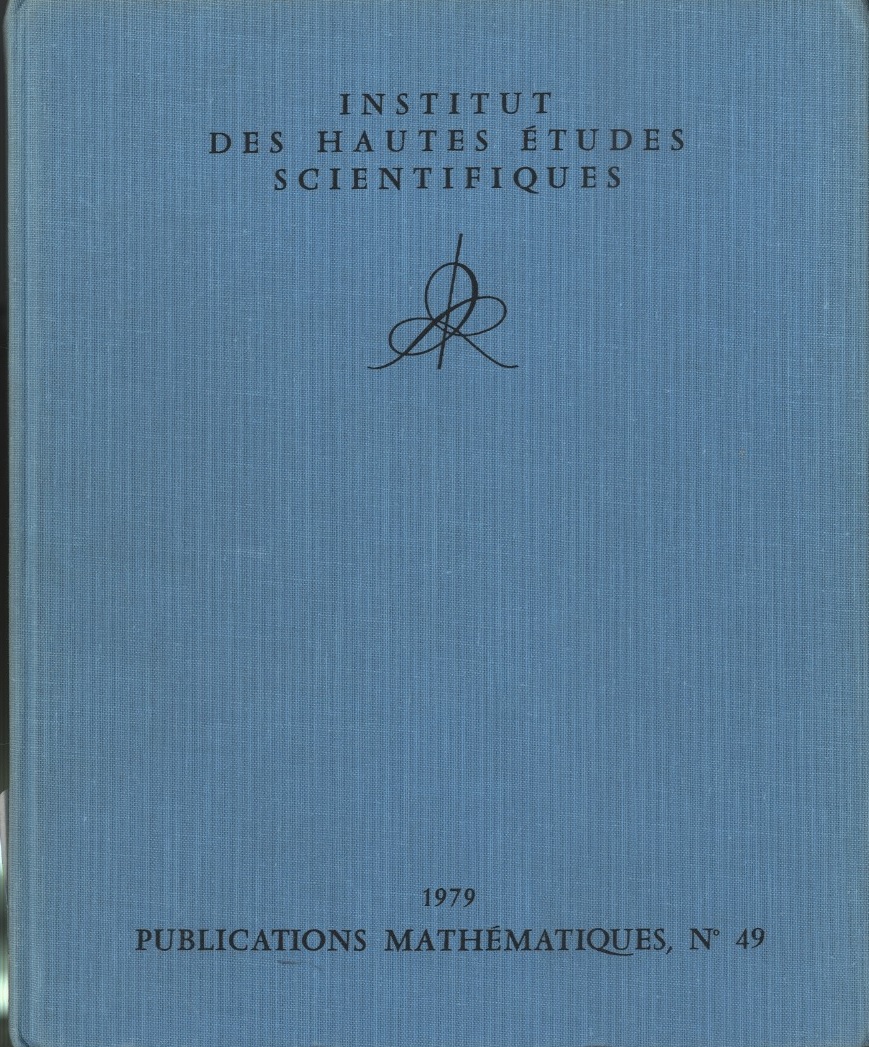 INSTITUT
DES HAUTES ÉTUDES
SCIENTIFIQUES
1979
PUBLICATIONS MATHÉMATIQUES, N° 49